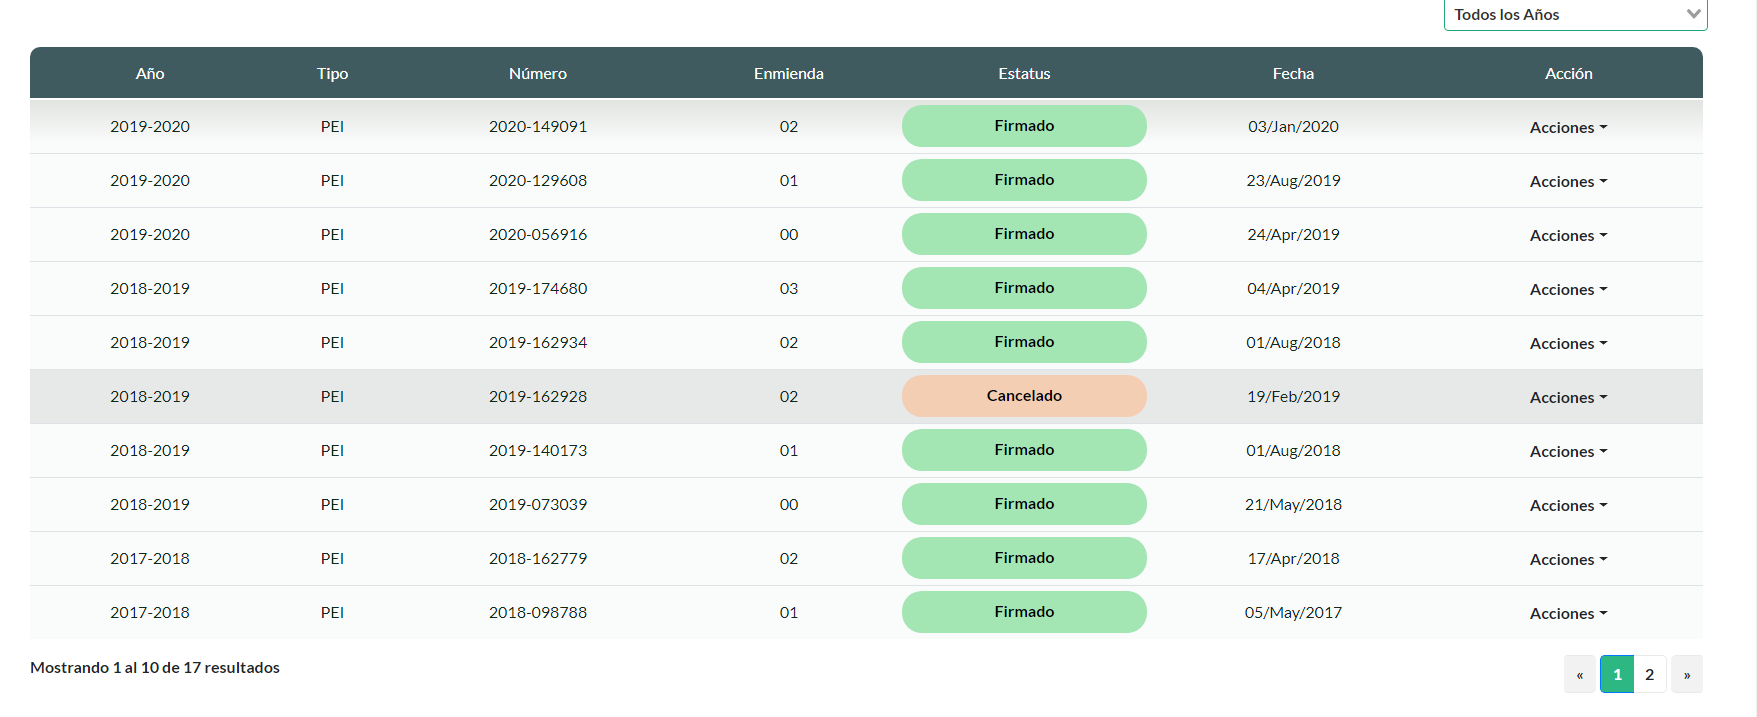 Todos los Años
Año Tipo Número Enmienda Estatus Fecha Acción
2019-2020 PEI 2020-149091 02 Firmado 03/Jan/2020 Acciones
2019-2020 PEI 2020-129608 01 Firmado 23/Aug/2019 Acciones
2019-2020 PEI 2020-056916 00 Firmado 24/Apr/2019 Acciones
2018-2019 PEI 2019-174680 03 Firmado 04/Apr/2019 Acciones
2018-2019 PEI 2019-162934 02 Firmado 01/Aug/2018 Acciones
2018-2019 PEI 2019-162928 02 Cancelado 19/Feb/2019 Acciones
2018-2019 PEI 2019-140173 01 Firmado 01/Aug/2018 Acciones
2018-2019 PEI 2019-073039 00 Firmado 21/May/2018 Acciones
2017-2018 PEI 2018-162779 02 Firmado 17/Apr/2018 Acciones
2017-2018 PEI 2018-098788 01 Firmado 05/May/2017 Acciones
Mostrando 1 al 10 de 17 resultados
« 1 2 »